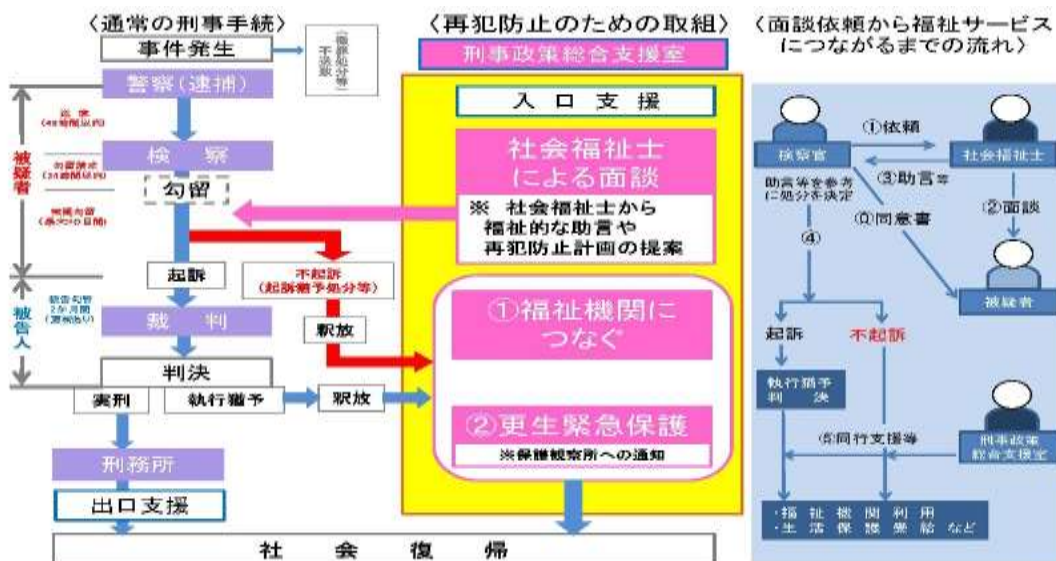 〈通常の刑事手続〉
事件発生
警察(逮捕)
被疑者
検察
勾留
起訴
不起訴
(起訴猶予処分等)
釈放
被告人
裁判
判決
実刑
執行猶予
釈放
刑務所
出口支援
社会復帰
〈再犯防止のための取組〉
刑事政策総合支援室
入口支援
社会福祉士
による面談
※ 社会福祉士から
福祉的な助言や
再犯防止計画の提案
①福祉機関に
つなぐ
②更生緊急保護
※保護観察所への通知
〈面談依頼から福祉サービス
につながるまでの流れ〉
①依頼
検察官
社会福祉士
③助言等
助言等を参考
に処分を決定
②面談
同意書
④
被疑者
起訴
不起訴
執行猶予
判決
⑤同行支援等
刑事政策
総合支援室
・福祉機関利用
・生活保護受給など